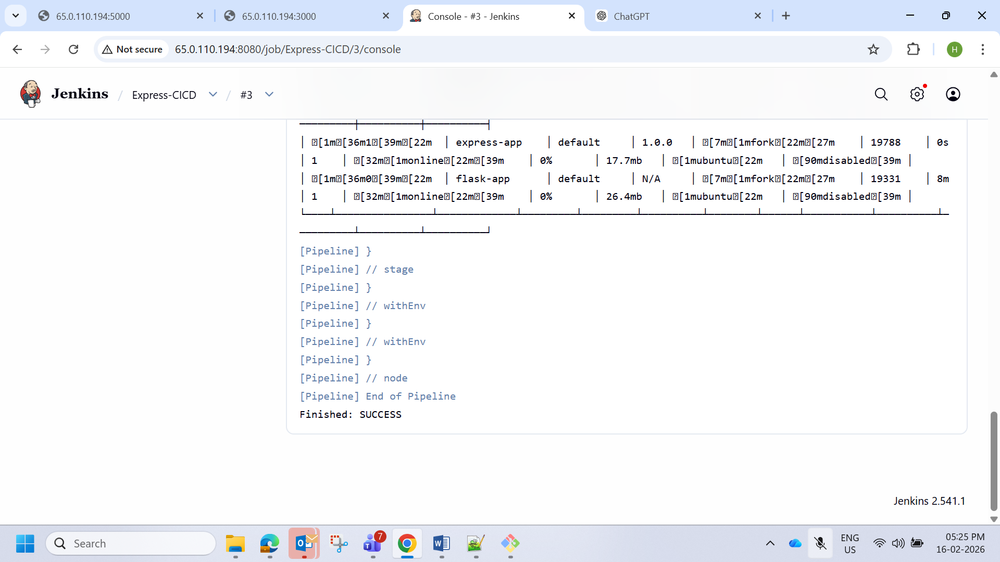 65.0.110.194:5000
65.0.110.194:3000
Console - #3 - Jenkins
ChatGPT
Not secure
65.0.110.194:8080/job/Express-CICD/3/console
H
Jenkins / Express-CICD / #3
│ [1m[36m1[39m[22m │ express-app │ default │ 1.0.0 │ [7m[1mfork[22m[27m │ 19788 │ 0s
│ 1 │ [32m[1monline[22m[39m │ 0% │ 17.7mb │ [1mubuntu[22m │ [90mdisabled[39m │
│ [1m[36m0[39m[22m │ flask-app │ default │ N/A │ [7m[1mfork[22m[27m │ 19331 │ 8m
│ 1 │ [32m[1monline[22m[39m │ 0% │ 26.4mb │ [1mubuntu[22m │ [90mdisabled[39m │
[Pipeline] }
[Pipeline] // stage
[Pipeline] }
[Pipeline] // withEnv
[Pipeline] }
[Pipeline] // withEnv
[Pipeline] }
[Pipeline] // node
[Pipeline] End of Pipeline
Finished: SUCCESS
Jenkins 2.541.1
Search
7
ENG
US
05:25 PM
16-02-2026